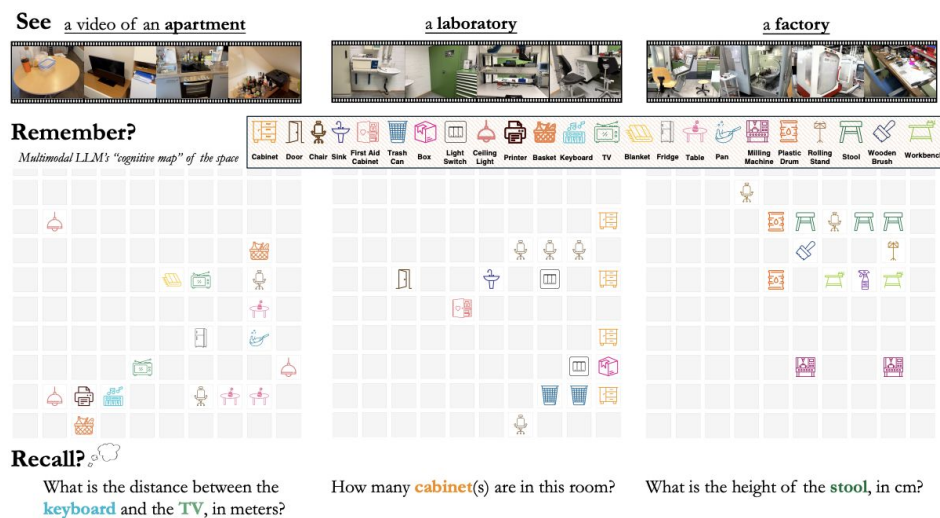 See a video of an apartment
a laboratory
a factory
Remember?
Multimodal LLM's "cognitive map" of the space
Cabinet Door Chair Sink First Aid Cabinet Trash Can Box Light Switch Ceiling Light Printer Basket Keyboard TV Blanket Fridge Table Pan Milling Machine Plastic Drum Rolling Stand Stool Wooden Brush Workbench
Recall?
What is the distance between the
keyboard and the TV, in meters?
How many cabinet(s) are in this room?
What is the height of the stool, in cm?